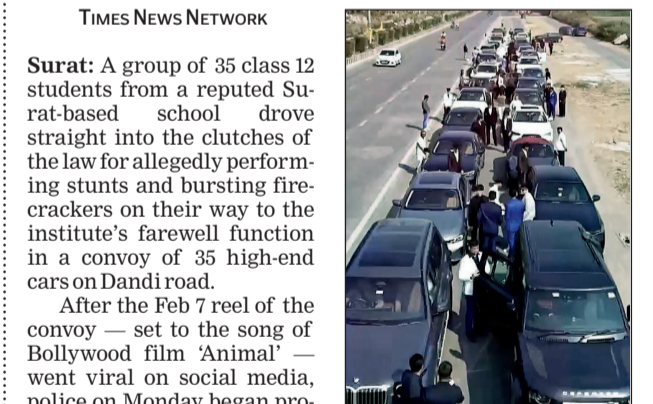 TIMES NEWS NETWORK
Surat: A group of 35 class 12
students from a reputed Su-
rat-based school drove
straight into the clutches of
the law for allegedly perform-
ing stunts and bursting fire-
crackers on their way to the
institute's farewell function
in a convoy of 35 high-end
cars on Dandi road.
After the Feb 7 reel of the
convoy — set to the song of
Bollywood film ‘Animal’ —
went viral on social media,
police on Monday began pro-